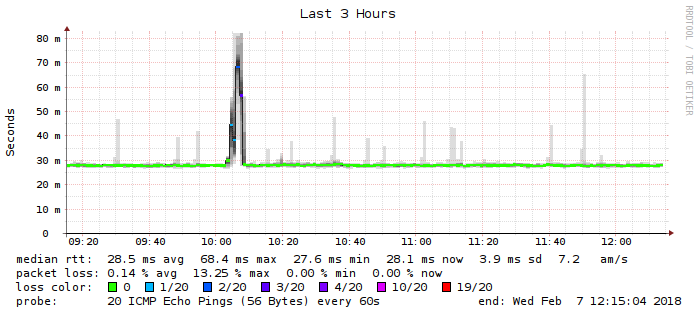 Last 3 Hours
RRDTOOL / TOBI OETIKER
Seconds
80 m
70 m
60 m
50 m
40 m
30 m
20 m
10 m
0
09:20 09:40 10:00 10:20 10:40 11:00 11:20 11:40 12:00
median rtt: 28.5 ms avg 68.4 ms max 27.6 ms min 28.1 ms now 3.9 ms sd 7.2 am/s
packet loss: 0.14 % avg 13.25 % max 0.00 % min 0.00 % now
loss color: 0 1/20 2/20 3/20 4/20 10/20 19/20
probe: 20 ICMP Echo Pings (56 Bytes) every 60s end: Wed Feb 7 12:15:04 2018